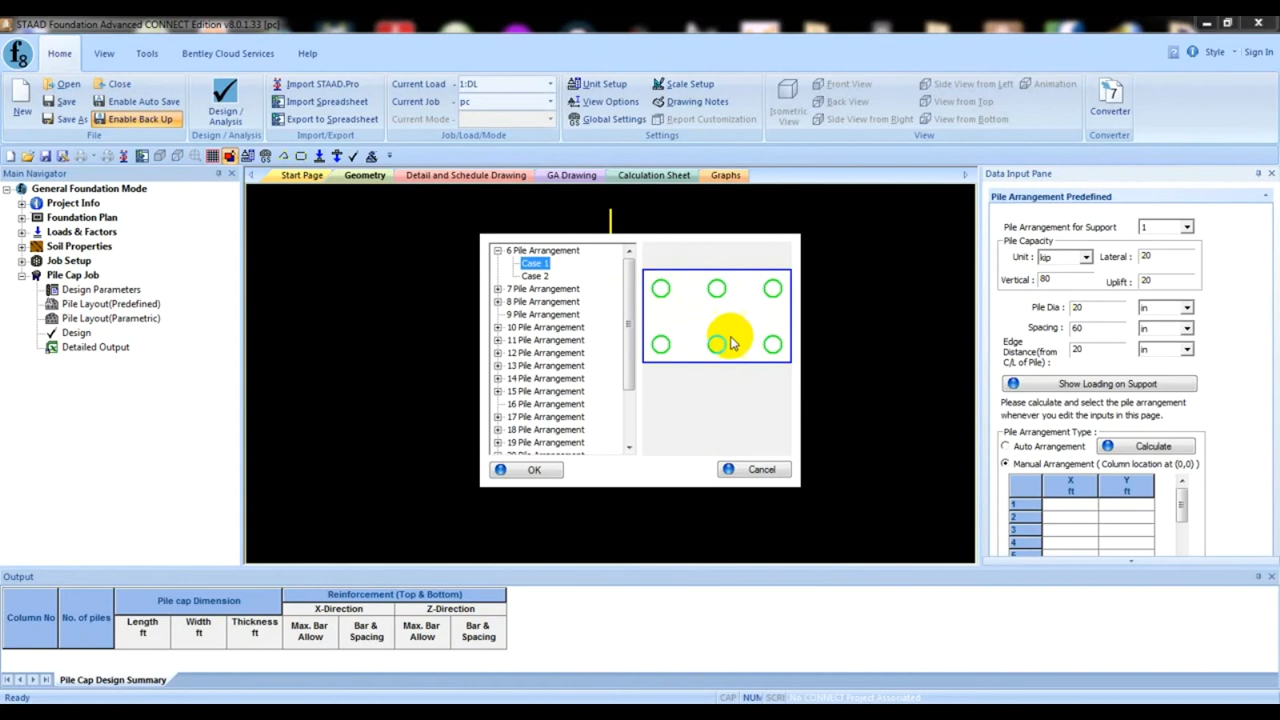 STAAD Foundation Advanced CONNECT Edition v8.0.1.33 [pc]
Home View Tools Bentley Cloud Services Help
Style Sign In
New
Open
Save
Save As
Close
Enable Auto Save
Enable Back Up
File
Design / Analysis
Design / Analysis
Import STAAD.Pro
Import Spreadsheet
Export to Spreadsheet
Import/Export
Current Load - 1:DL
Current Job - pc
Current Mode -
Job/Load/Mode
Unit Setup
View Options
Global Settings
Scale Setup
Drawing Notes
Report Customization
Settings
Isometric View
Front View
Back View
Side View from Right
Side View from Left
View from Top
View from Bottom
Animation
View
Converter
Converter
Main Navigator
General Foundation Mode
Project Info
Foundation Plan
Loads & Factors
Soil Properties
Job Setup
Pile Cap Job
Design Parameters
Pile Layout(Predefined)
Pile Layout(Parametric)
Design
Detailed Output
Start Page Geometry Detail and Schedule Drawing GA Drawing Calculation Sheet Graphs
6 Pile Arrangement
Case 1
Case 2
7 Pile Arrangement
8 Pile Arrangement
9 Pile Arrangement
10 Pile Arrangement
11 Pile Arrangement
12 Pile Arrangement
13 Pile Arrangement
14 Pile Arrangement
15 Pile Arrangement
16 Pile Arrangement
17 Pile Arrangement
18 Pile Arrangement
19 Pile Arrangement
OK
Cancel
Data Input Pane
Pile Arrangement Predefined
Pile Arrangement for Support 1
Pile Capacity
Unit : kip Lateral : 20
Vertical : 80 Uplift : 20
Pile Dia : 20 in
Spacing : 60 in
Edge Distance(from C/L of Pile) : 20 in
Show Loading on Support
Please calculate and select the pile arrangement
whenever you edit the inputs in this page.
Pile Arrangement Type :
Auto Arrangement Calculate
Manual Arrangement ( Column location at (0,0) )
X ft Y ft
1
2
3
4
Output
Column No No. of piles Pile cap Dimension Reinforcement (Top & Bottom)
X-Direction Z-Direction
Length ft Width ft Thickness ft Max. Bar Allow Bar & Spacing Max. Bar Allow Bar & Spacing
Pile Cap Design Summary
Ready
CAP NUM SCRI No CONNECT Project Associated